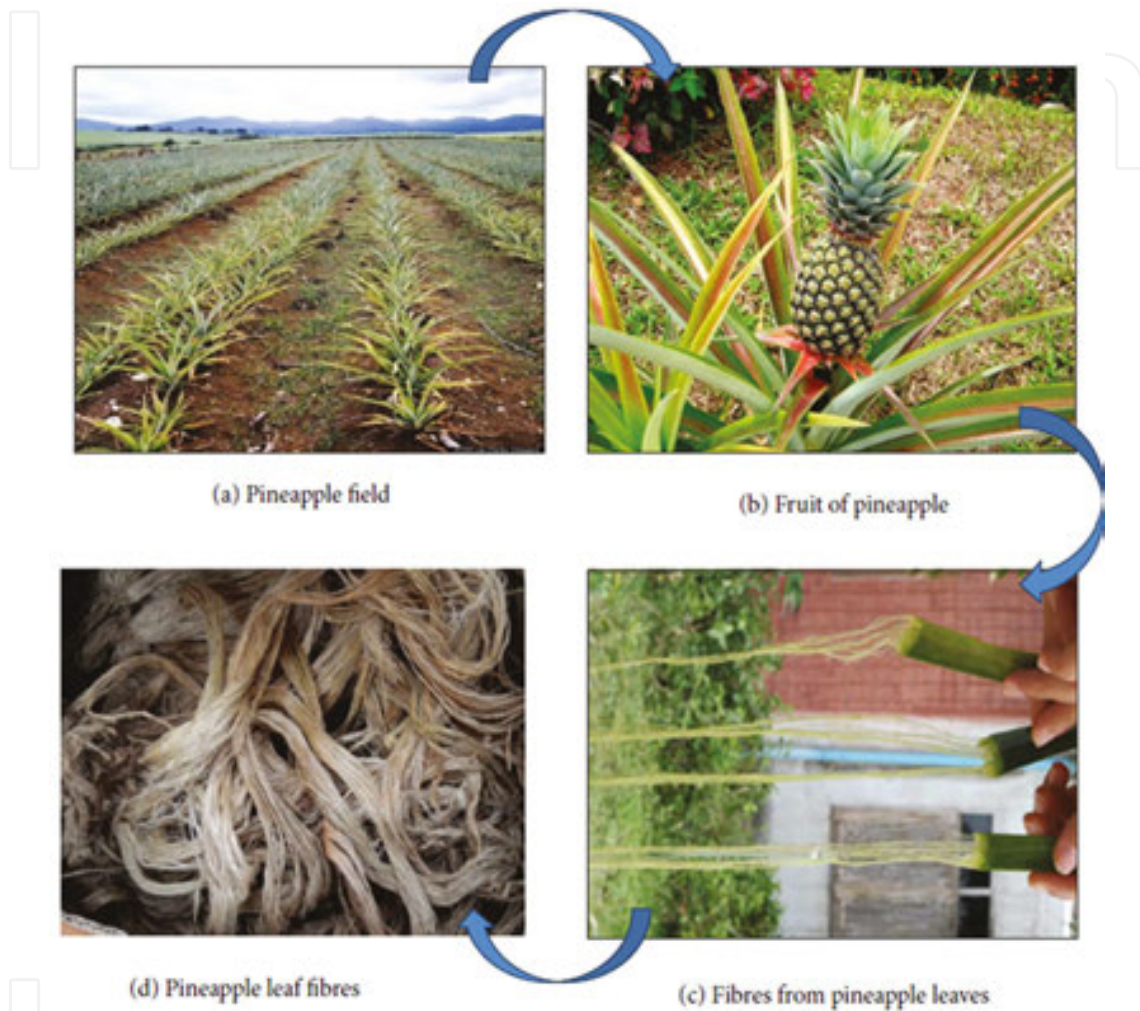 (a) Pineapple field
(b) Fruit of pineapple
(d) Pineapple leaf fibres
(c) Fibres from pineapple leaves